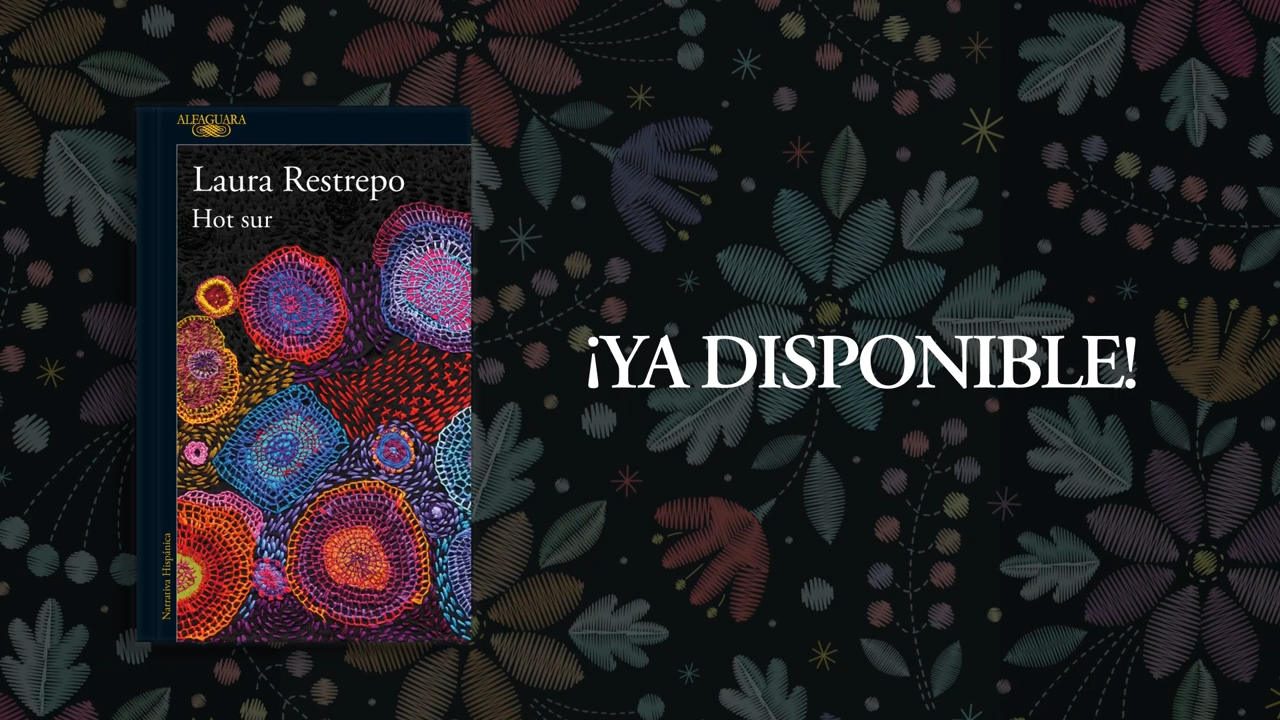 ALFAGUARA
Laura Restrepo
Hot sur
Narrativa Hispánica
¡YA DISPONIBLE!